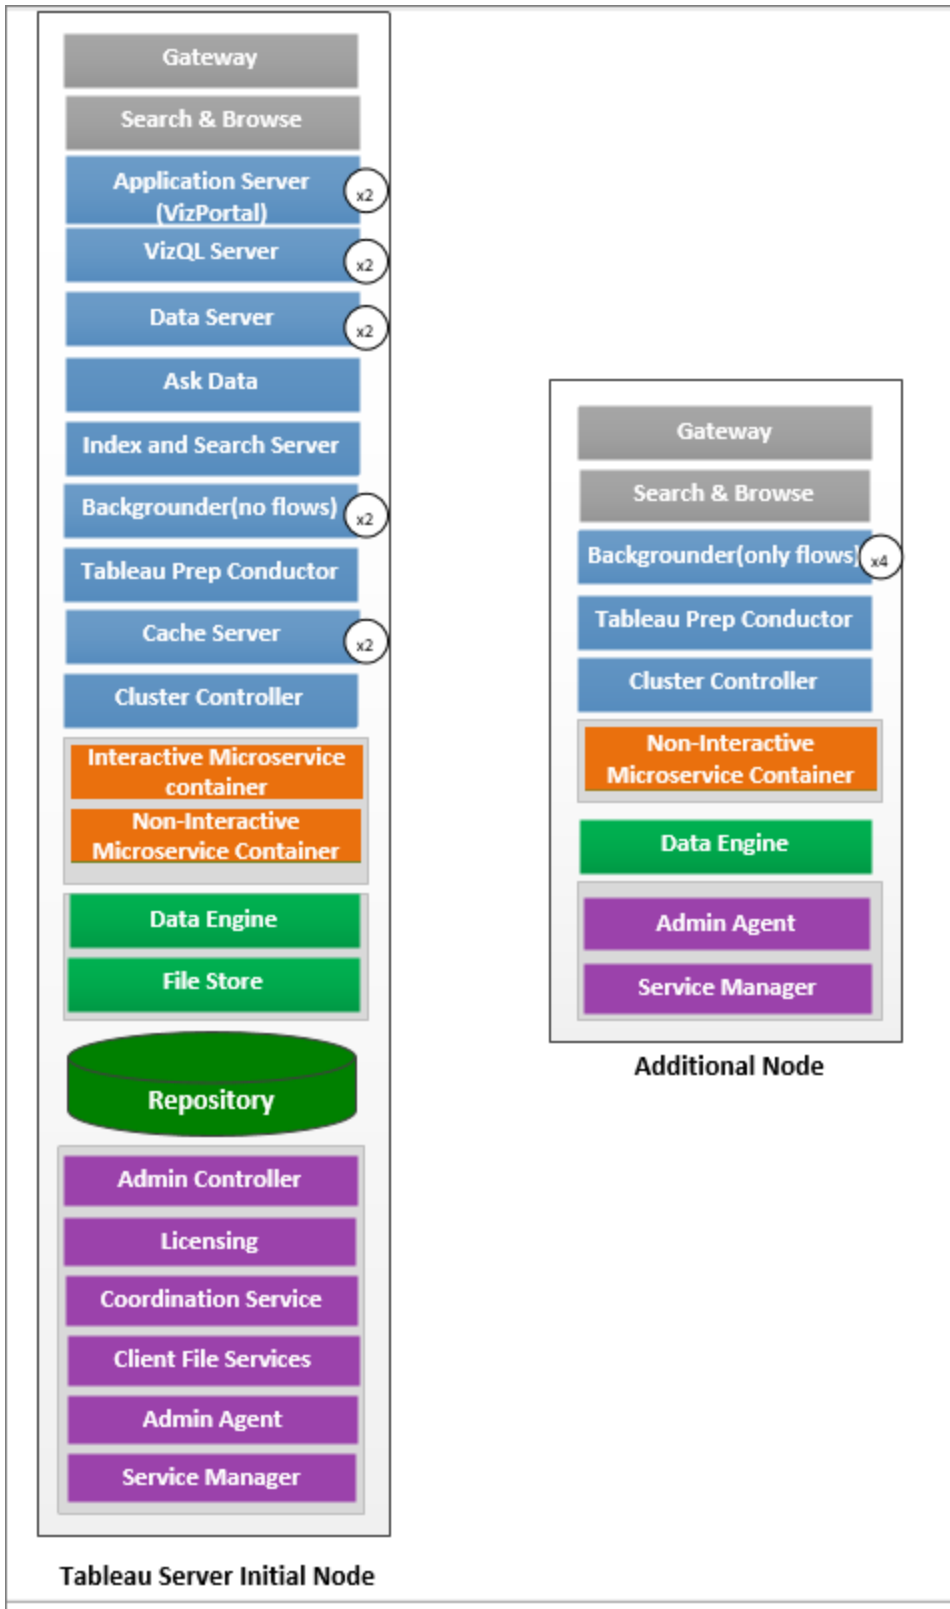 Gateway
Search & Browse
Application Server
(VizPortal)
x2
VizQL Server
x2
Data Server
x2
Ask Data
Index and Search Server
Backgrounder(no flows)
x2
Tableau Prep Conductor
Cache Server
x2
Cluster Controller
Interactive Microservice
container
Non-Interactive
Microservice Container
Data Engine
File Store
Repository
Admin Controller
Licensing
Coordination Service
Client File Services
Admin Agent
Service Manager
Tableau Server Initial Node
Gateway
Search & Browse
Backgrounder(only flows)
x4
Tableau Prep Conductor
Cluster Controller
Non-Interactive
Microservice Container
Data Engine
Admin Agent
Service Manager
Additional Node